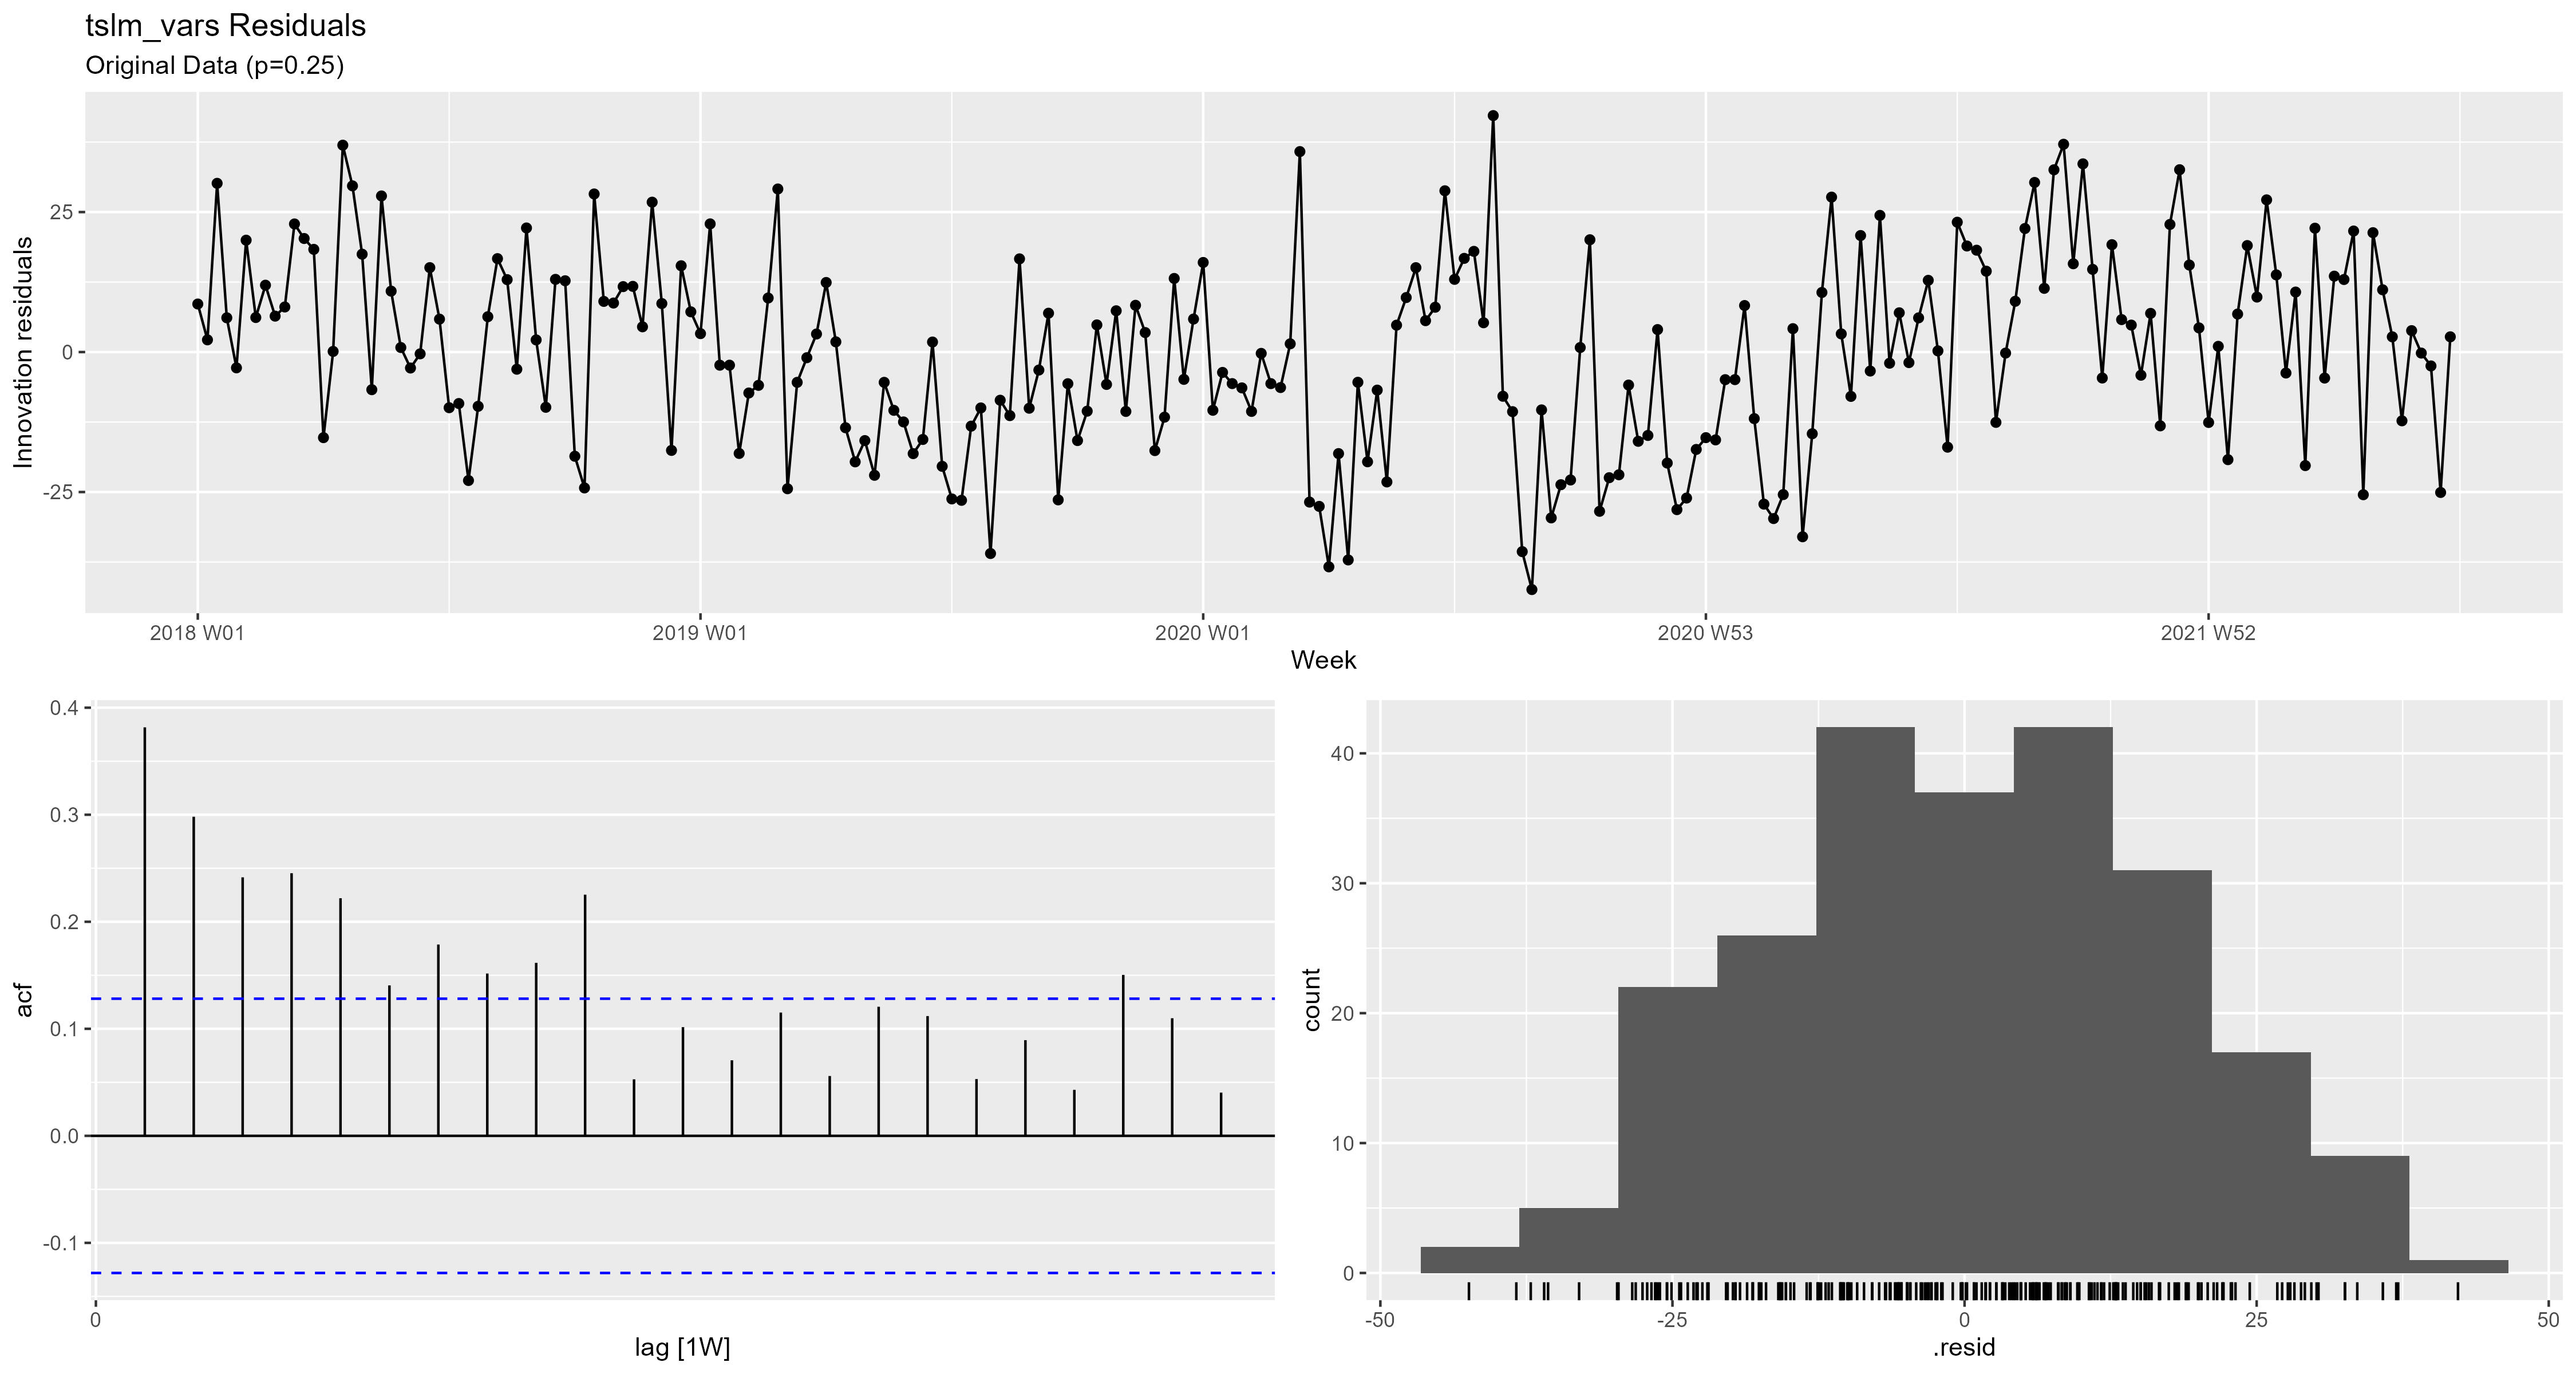 tslm_vars Residuals
Original Data (p=0.25)
Innovation residuals
25
0
-25
2018 W01
2019 W01
2020 W01
2020 W53
2021 W52
Week
acf
0.4
0.3
0.2
0.1
0.0
-0.1
0
lag [1W]
count
40
30
20
10
0
-50
-25
0
25
50
.resid